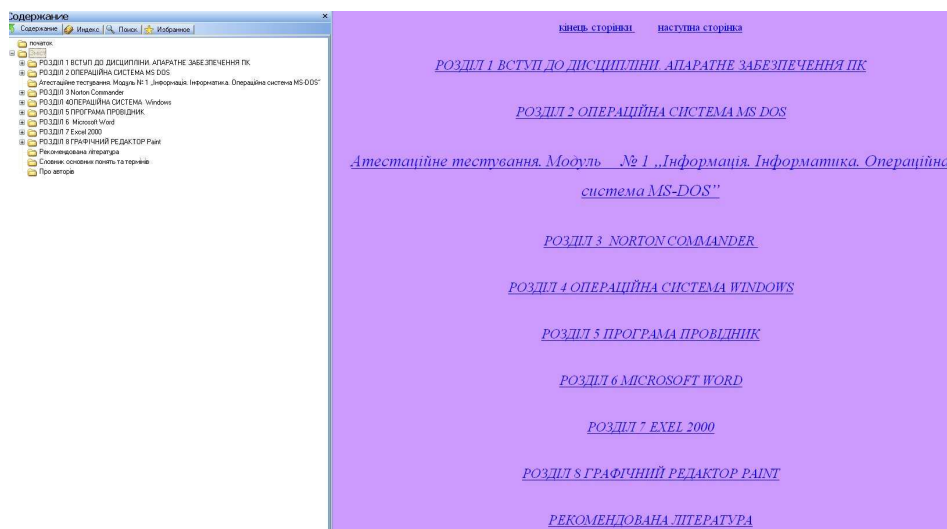 Содержание
Содержание Индекс Поиск Избранное
початок
Зміст
РОЗДІЛ 1 ВСТУП ДО ДИСЦИПЛІНИ. АПАРАТНЕ ЗАБЕЗПЕЧЕННЯ ПК
РОЗДІЛ 2 ОПЕРАЦІЙНА СИСТЕМА MS DOS
Атестаційне тестування. Модуль № 1 „Інформація. Інформатика. Операційна система MS-DOS”
РОЗДІЛ 3 Norton Commander
РОЗДІЛ 4ОПЕРАЦІЙНА СИСТЕМА Windows
РОЗДІЛ 5 ПРОГРАМА ПРОВІДНИК
РОЗДІЛ 6 Microsoft Word
РОЗДІЛ 7 Excel 2000
РОЗДІЛ 8 ГРАФІЧНИЙ РЕДАКТОР Paint
Рекомендована література
Словник основних понять та термінів
Про авторів
кінець сторінки наступна сторінка
РОЗДІЛ 1 ВСТУП ДО ДИСЦИПЛІНИ. АПАРАТНЕ ЗАБЕЗПЕЧЕННЯ ПК
РОЗДІЛ 2 ОПЕРАЦІЙНА СИСТЕМА MS DOS
Атестаційне тестування. Модуль № 1 „Інформація. Інформатика. Операційна
система MS-DOS”
РОЗДІЛ 3 NORTON COMMANDER
РОЗДІЛ 4 ОПЕРАЦІЙНА СИСТЕМА WINDOWS
РОЗДІЛ 5 ПРОГРАМА ПРОВІДНИК
РОЗДІЛ 6 MICROSOFT WORD
РОЗДІЛ 7 EXEL 2000
РОЗДІЛ 8 ГРАФІЧНИЙ РЕДАКТОР PAINT
РЕКОМЕНДОВАНА ЛІТЕРАТУРА